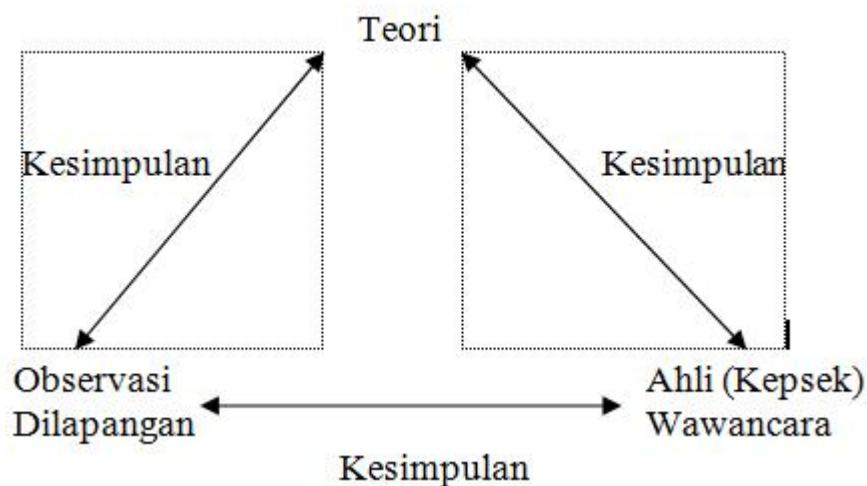 Teori
Kesimpulan
Kesimpulan
Observasi
Dilapangan
Ahli (Kepsek)
Wawancara
Kesimpulan